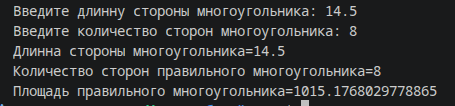 Введите длинну стороны многоугольника: 14.5
Введите количество сторон многоугольника: 8
Длинна стороны многоугольника=14.5
Количество сторон правильного многоугольника=8
Площадь правильного многоугольника=1015.1768029778865